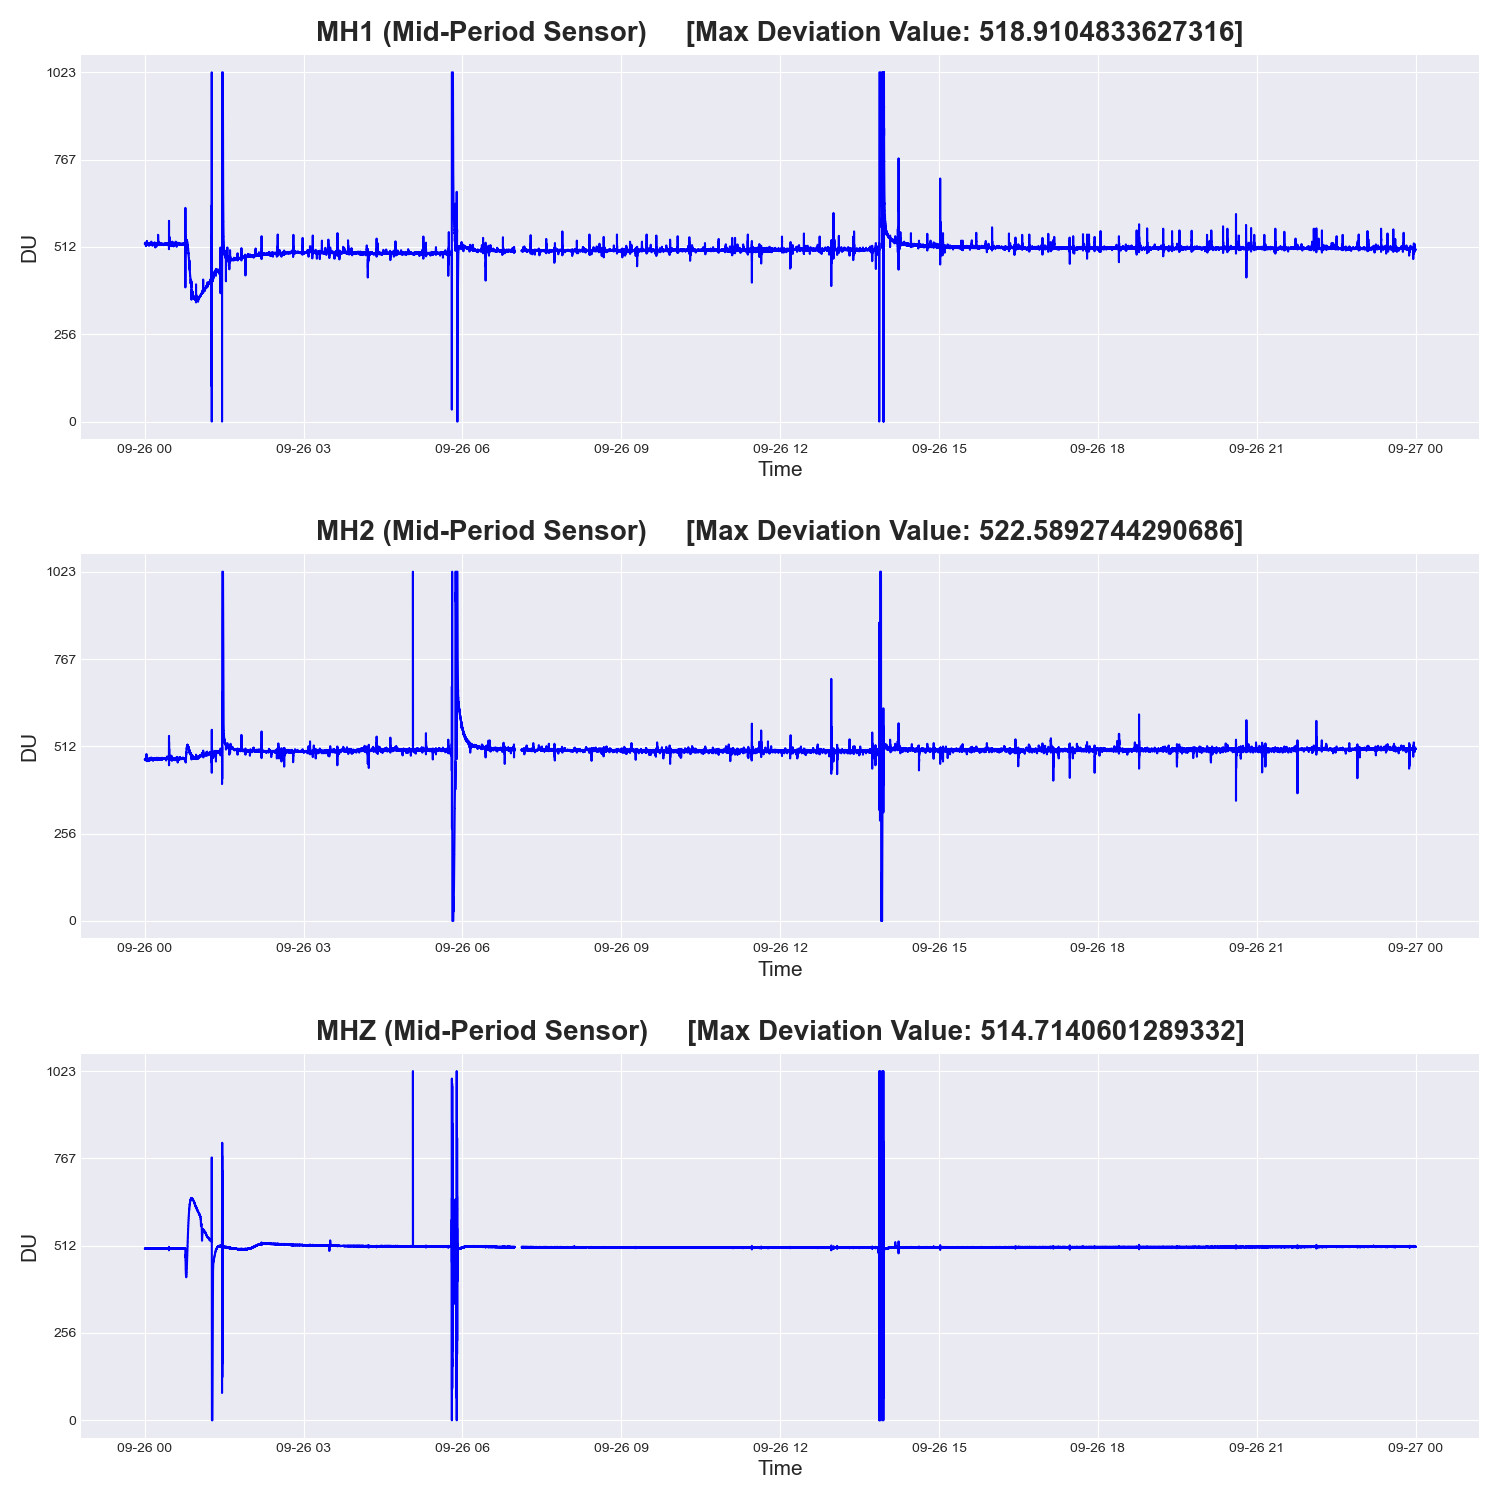 MH1 (Mid-Period Sensor) [Max Deviation Value: 518.9104833627316]
1023
767
512
256
0
DU
09-26 00 09-26 03 09-26 06 09-26 09 09-26 12 09-26 15 09-26 18 09-26 21 09-27 00
Time
MH2 (Mid-Period Sensor) [Max Deviation Value: 522.5892744290686]
1023
767
512
256
0
DU
09-26 00 09-26 03 09-26 06 09-26 09 09-26 12 09-26 15 09-26 18 09-26 21 09-27 00
Time
MHZ (Mid-Period Sensor) [Max Deviation Value: 514.7140601289332]
1023
767
512
256
0
DU
09-26 00 09-26 03 09-26 06 09-26 09 09-26 12 09-26 15 09-26 18 09-26 21 09-27 00
Time